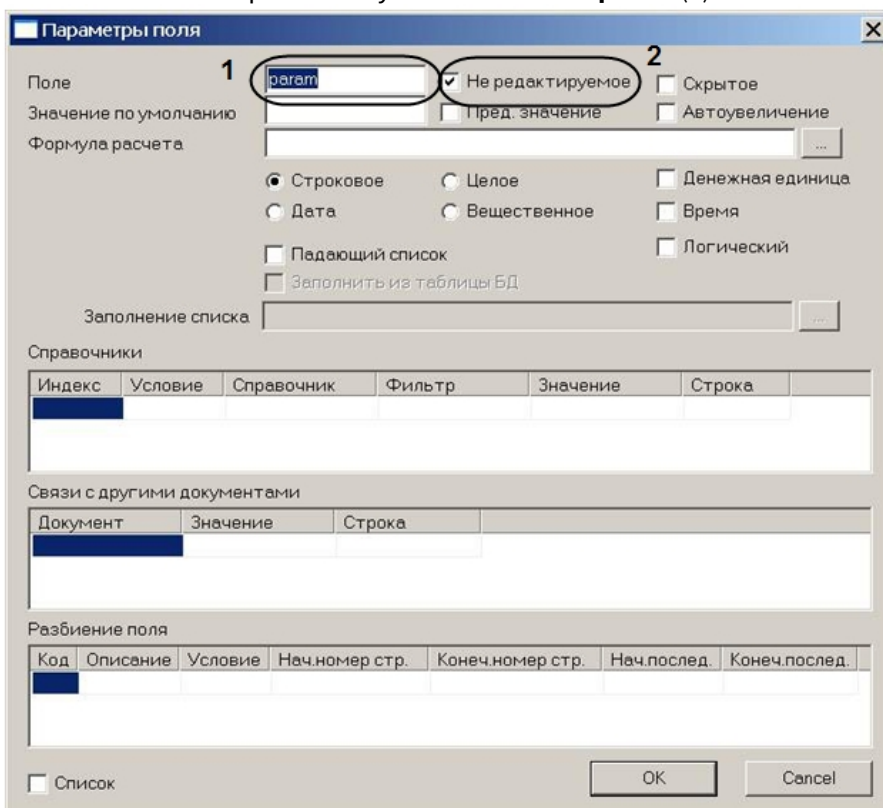 Параметры поля
1 2
Поле param Не редактируемое Скрытое
Значение по умолчанию Пред. значение Автоувеличение
Формула расчета ...
Строковое Целое Денежная единица
Дата Вещественное Время
Падающий список Логический
Заполнить из таблицы БД
Заполнение списка ...
Справочники
Индекс Условие Справочник Фильтр Значение Строка
Связи с другими документами
Документ Значение Строка
Разбиение поля
Код Описание Условие Нач.номер стр. Конеч.номер стр. Нач.послед. Конеч.послед.
Список OK Cancel